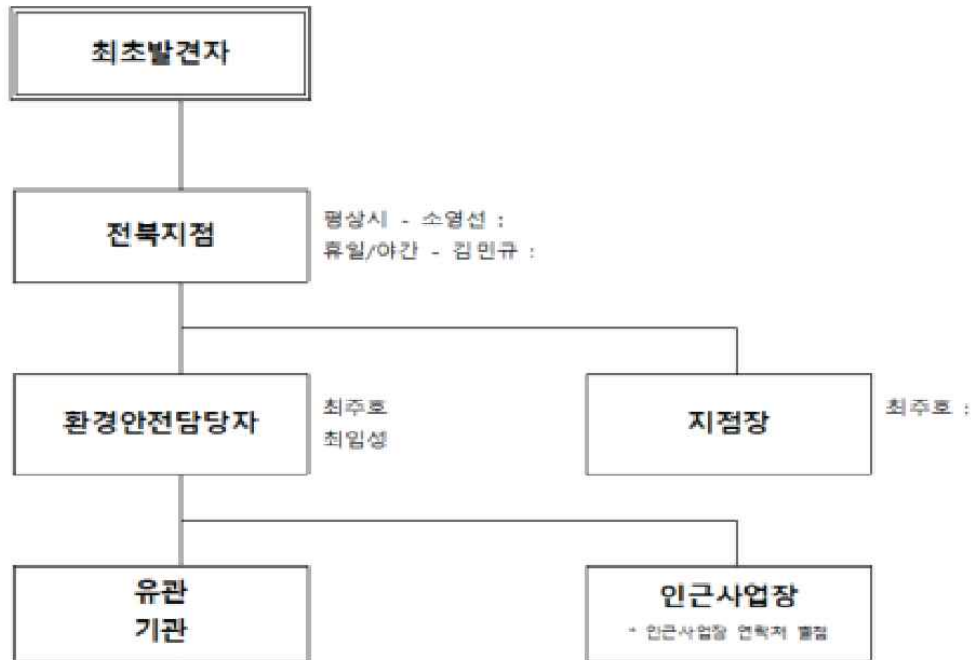 최초발견자
전북지점
평상시 - 소영선 :
휴일/야간 - 김민규 :
환경안전담당자
최주호
최임성
지점장
최주호 :
유관
기관
인근사업장
* 인근사업장 연락처 별첨